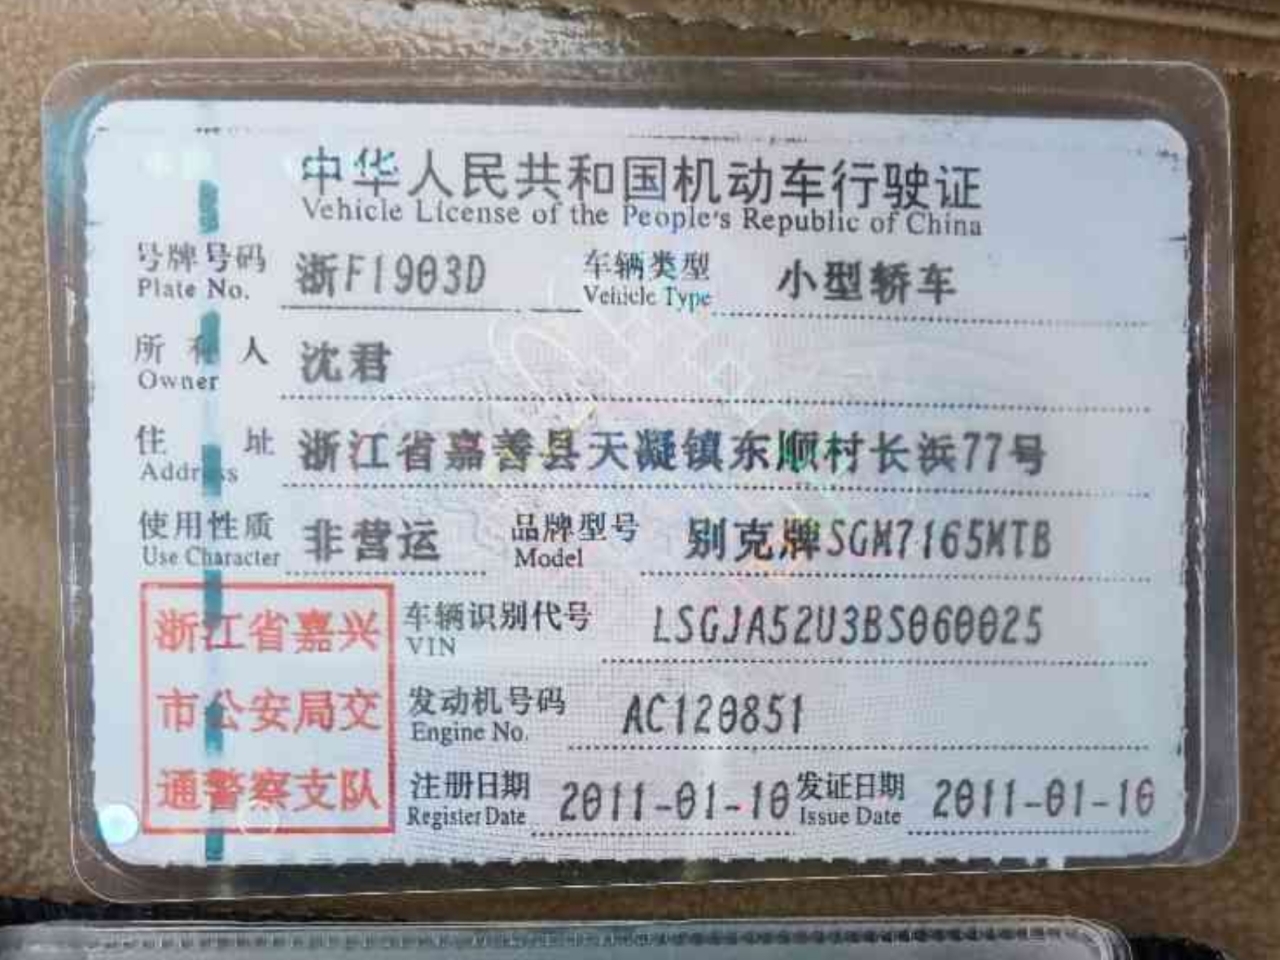 中华人民共和国机动车行驶证
Vehicle License of the People's Republic of China
号牌号码 浙F1903D 车辆类型 小型轿车
Plate No. Vehicle Type
所有人 沈君
Owner
住址 浙江省嘉善县天凝镇东顺村长浜77号
Address
使用性质 非营运 品牌型号 别克牌SGM7165MTB
Use Character Model
浙江省嘉兴
市公安局交
通警察支队
车辆识别代号 LSGJA52U3BS060025
VIN
发动机号码 AC120851
Engine No.
注册日期 2011-01-10 发证日期 2011-01-10
Register Date Issue Date